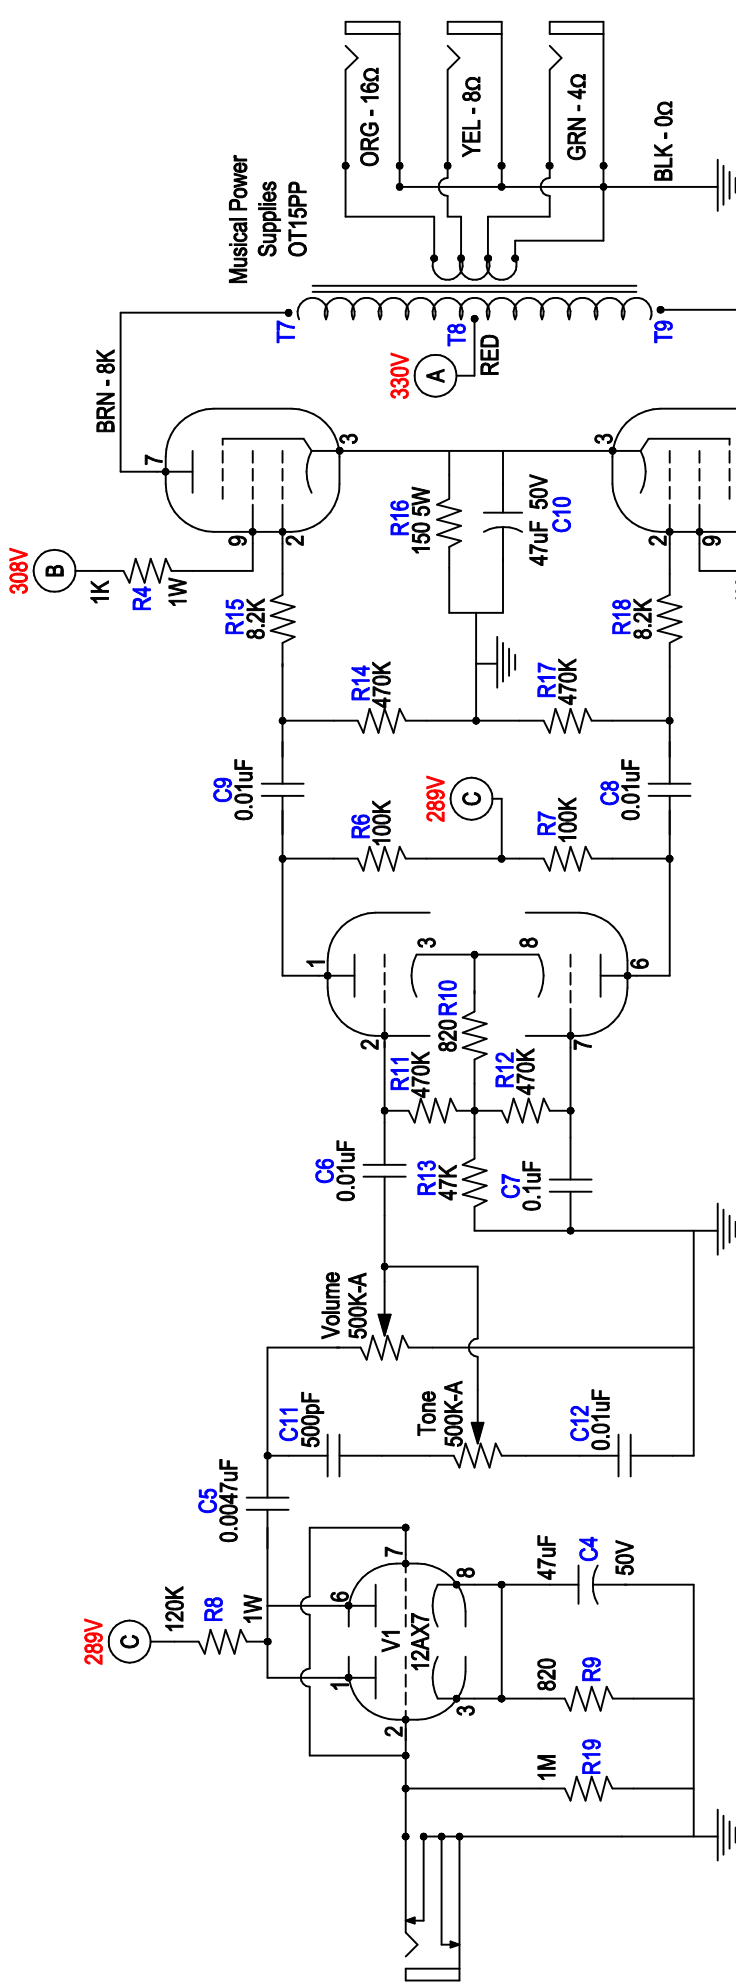 ORG - 16Ω
YEL - 8Ω
GRN - 4Ω
BLK - 0Ω
Musical Power
Supplies
OT15PP
T7
T8
T9
BRN - 8K
330V
A
RED
7
3
3
9
2
2
9
308V
B
1K
R4
1W
R16
150 5W
47uF 50V
C10
R15
8.2K
R18
8.2K
R14
470K
R17
470K
C9
0.01uF
289V
C
C8
0.01uF
R6
100K
R7
100K
1
3
8
6
2
7
820 R10
R11
470K
R12
470K
C6
0.01uF
R13
47K
C7
0.1uF
Volume
500K-A
C11
500pF
Tone
500K-A
C12
0.01uF
C5
0.0047uF
289V
C
120K
R8
1W
6
7
1
V1
12AX7
8
2
3
47uF
C4
50V
820
R9
1M
R19